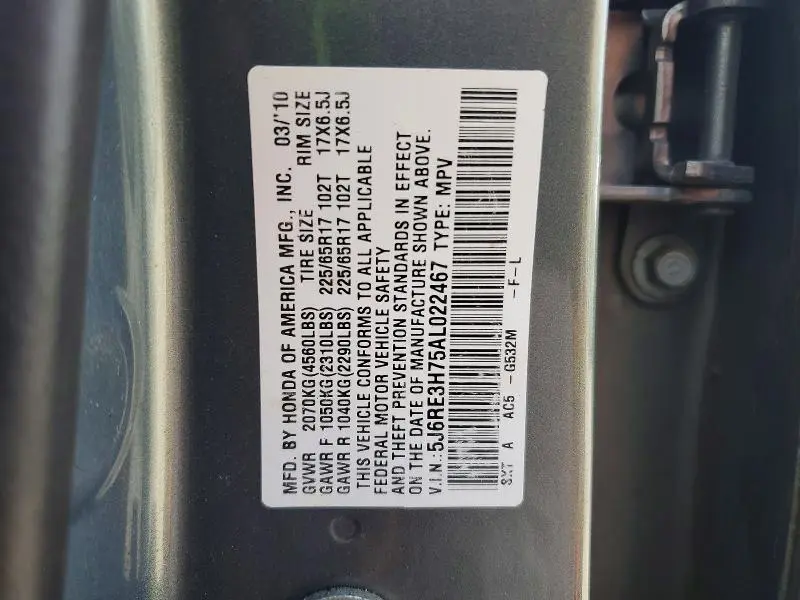 MFD. BY HONDA OF AMERICA MFG., INC. 03/'10
GVWR 2070KG(4560LBS) TIRE SIZE RIM SIZE
GAWR F 1050KG(2310LBS) 225/65R17 102T 17X6.5J
GAWR R 1040KG(2290LBS) 225/65R17 102T 17X6.5J
THIS VEHICLE CONFORMS TO ALL APPLICABLE
FEDERAL MOTOR VEHICLE SAFETY
AND THEFT PREVENTION STANDARDS IN EFFECT
ON THE DATE OF MANUFACTURE SHOWN ABOVE.
V.I.N.:5J6RE3H75AL022467 TYPE: MPV
A AC5 -G532M -F-L